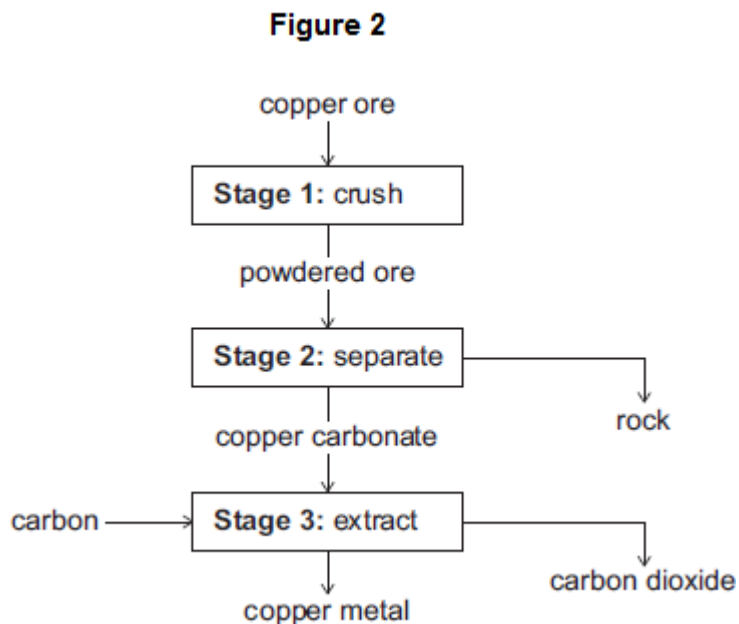 Figure 2
copper ore
Stage 1: crush
powdered ore
Stage 2: separate
rock
copper carbonate
carbon
Stage 3: extract
carbon dioxide
copper metal